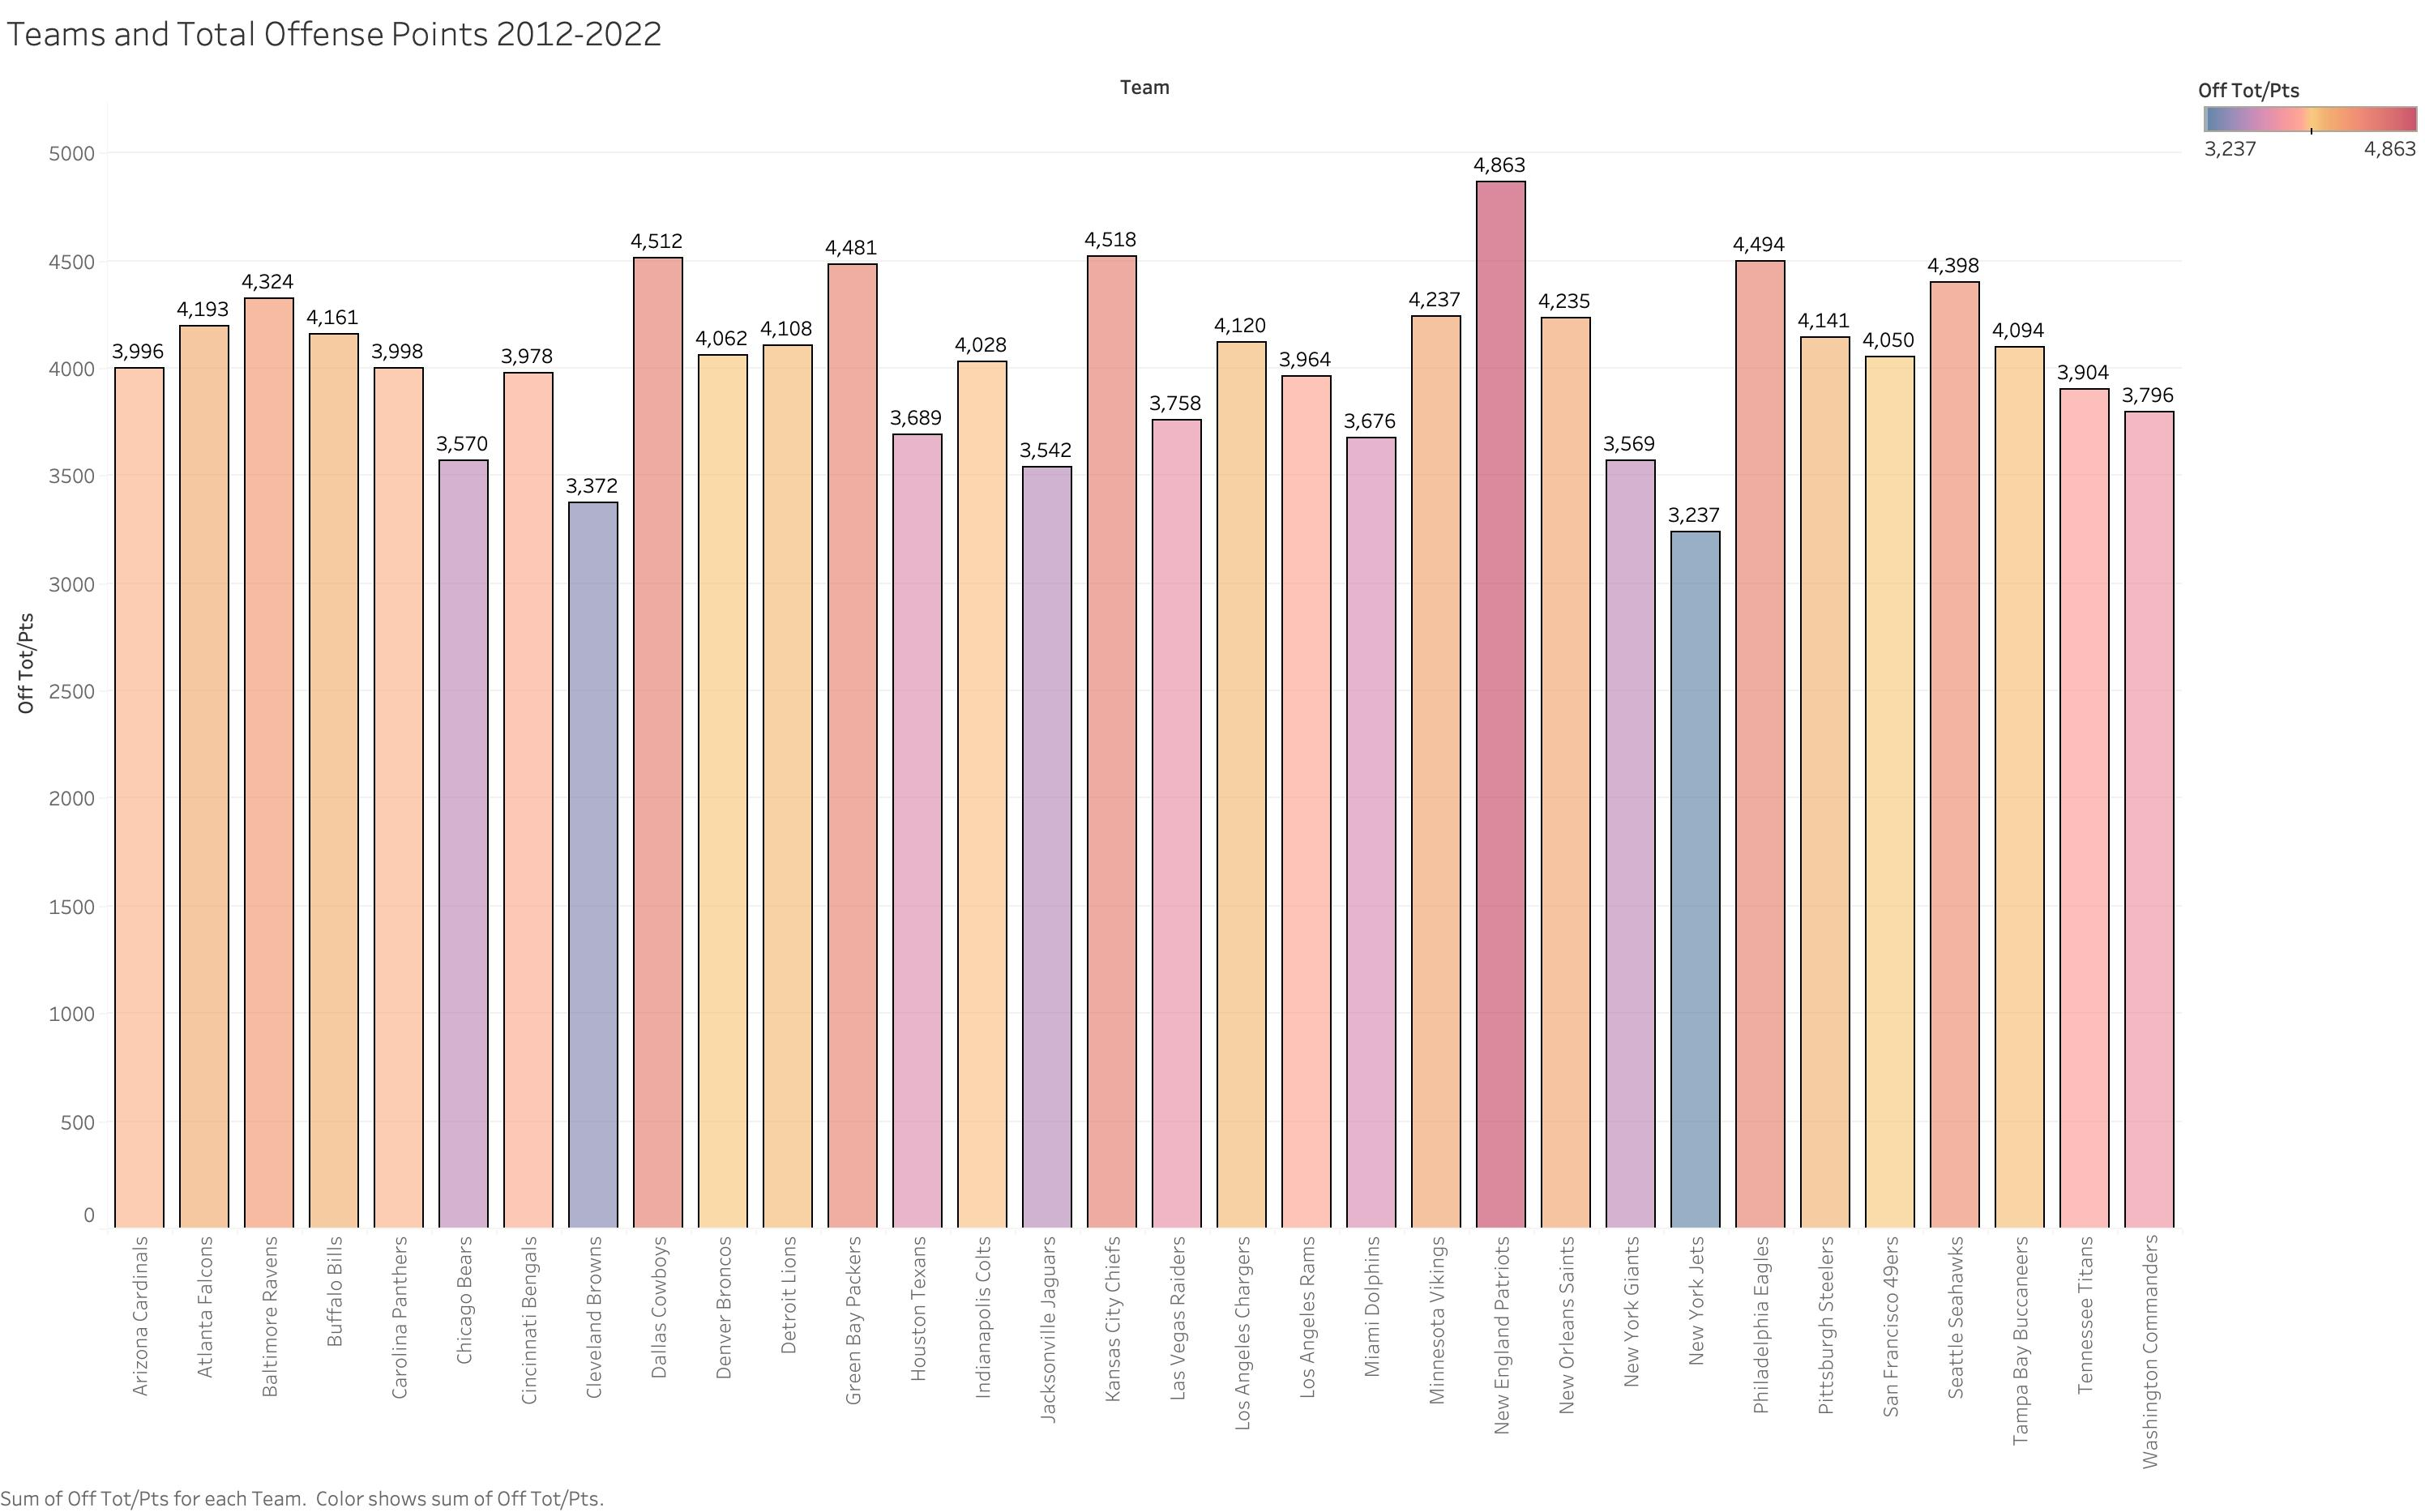 Teams and Total Offense Points 2012-2022
Team
Off Tot/Pts
3,237 4,863
Off Tot/Pts
5000
4500
4000
3500
3000
2500
2000
1500
1000
500
0
3,996
4,193
4,324
4,161
3,998
3,570
3,978
3,372
4,512
4,062
4,108
4,481
3,689
4,028
3,542
4,518
3,758
4,120
3,964
3,676
4,237
4,863
4,235
3,569
3,237
4,494
4,141
4,050
4,398
4,094
3,904
3,796
Arizona Cardinals
Atlanta Falcons
Baltimore Ravens
Buffalo Bills
Carolina Panthers
Chicago Bears
Cincinnati Bengals
Cleveland Browns
Dallas Cowboys
Denver Broncos
Detroit Lions
Green Bay Packers
Houston Texans
Indianapolis Colts
Jacksonville Jaguars
Kansas City Chiefs
Las Vegas Raiders
Los Angeles Chargers
Los Angeles Rams
Miami Dolphins
Minnesota Vikings
New England Patriots
New Orleans Saints
New York Giants
New York Jets
Philadelphia Eagles
Pittsburgh Steelers
San Francisco 49ers
Seattle Seahawks
Tampa Bay Buccaneers
Tennessee Titans
Washington Commanders
Sum of Off Tot/Pts for each Team. Color shows sum of Off Tot/Pts.